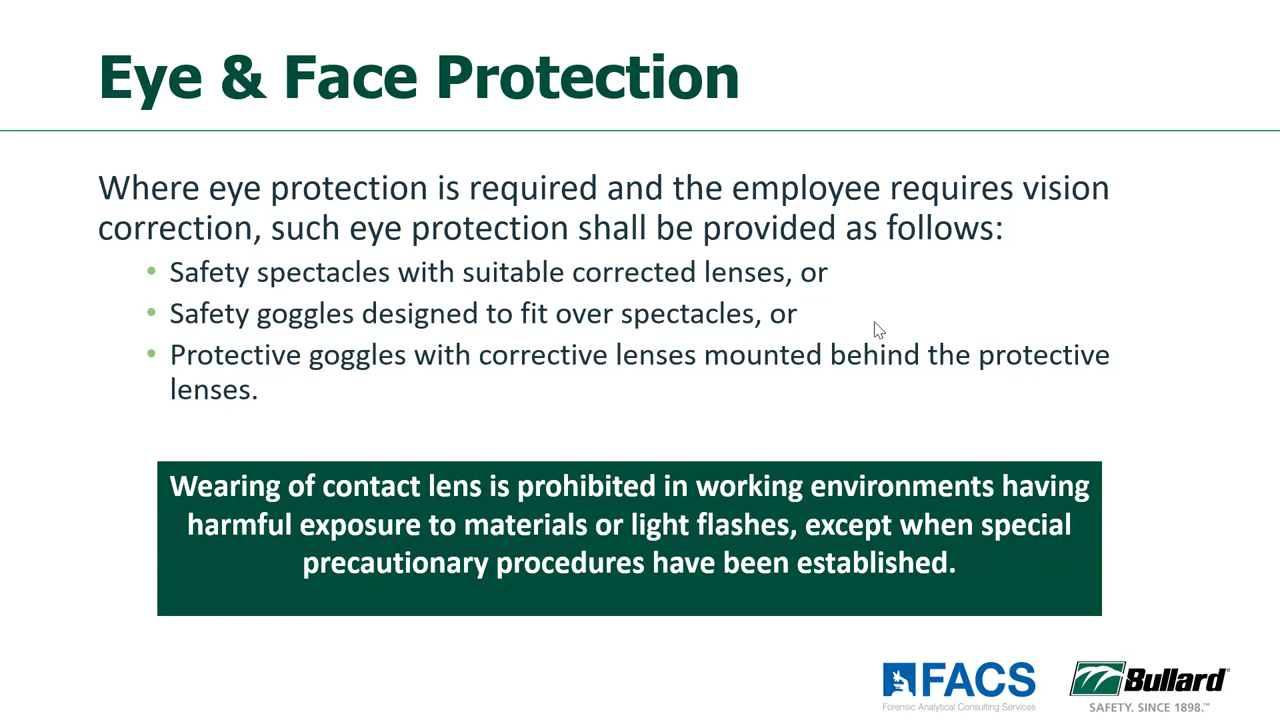 Eye & Face Protection
Where eye protection is required and the employee requires vision
correction, such eye protection shall be provided as follows:
• Safety spectacles with suitable corrected lenses, or
• Safety goggles designed to fit over spectacles, or
• Protective goggles with corrective lenses mounted behind the protective
lenses.
Wearing of contact lens is prohibited in working environments having
harmful exposure to materials or light flashes, except when special
precautionary procedures have been established.
FACS
Forensic Analytical Consulting Services
Bullard®
SAFETY. SINCE 1898.™